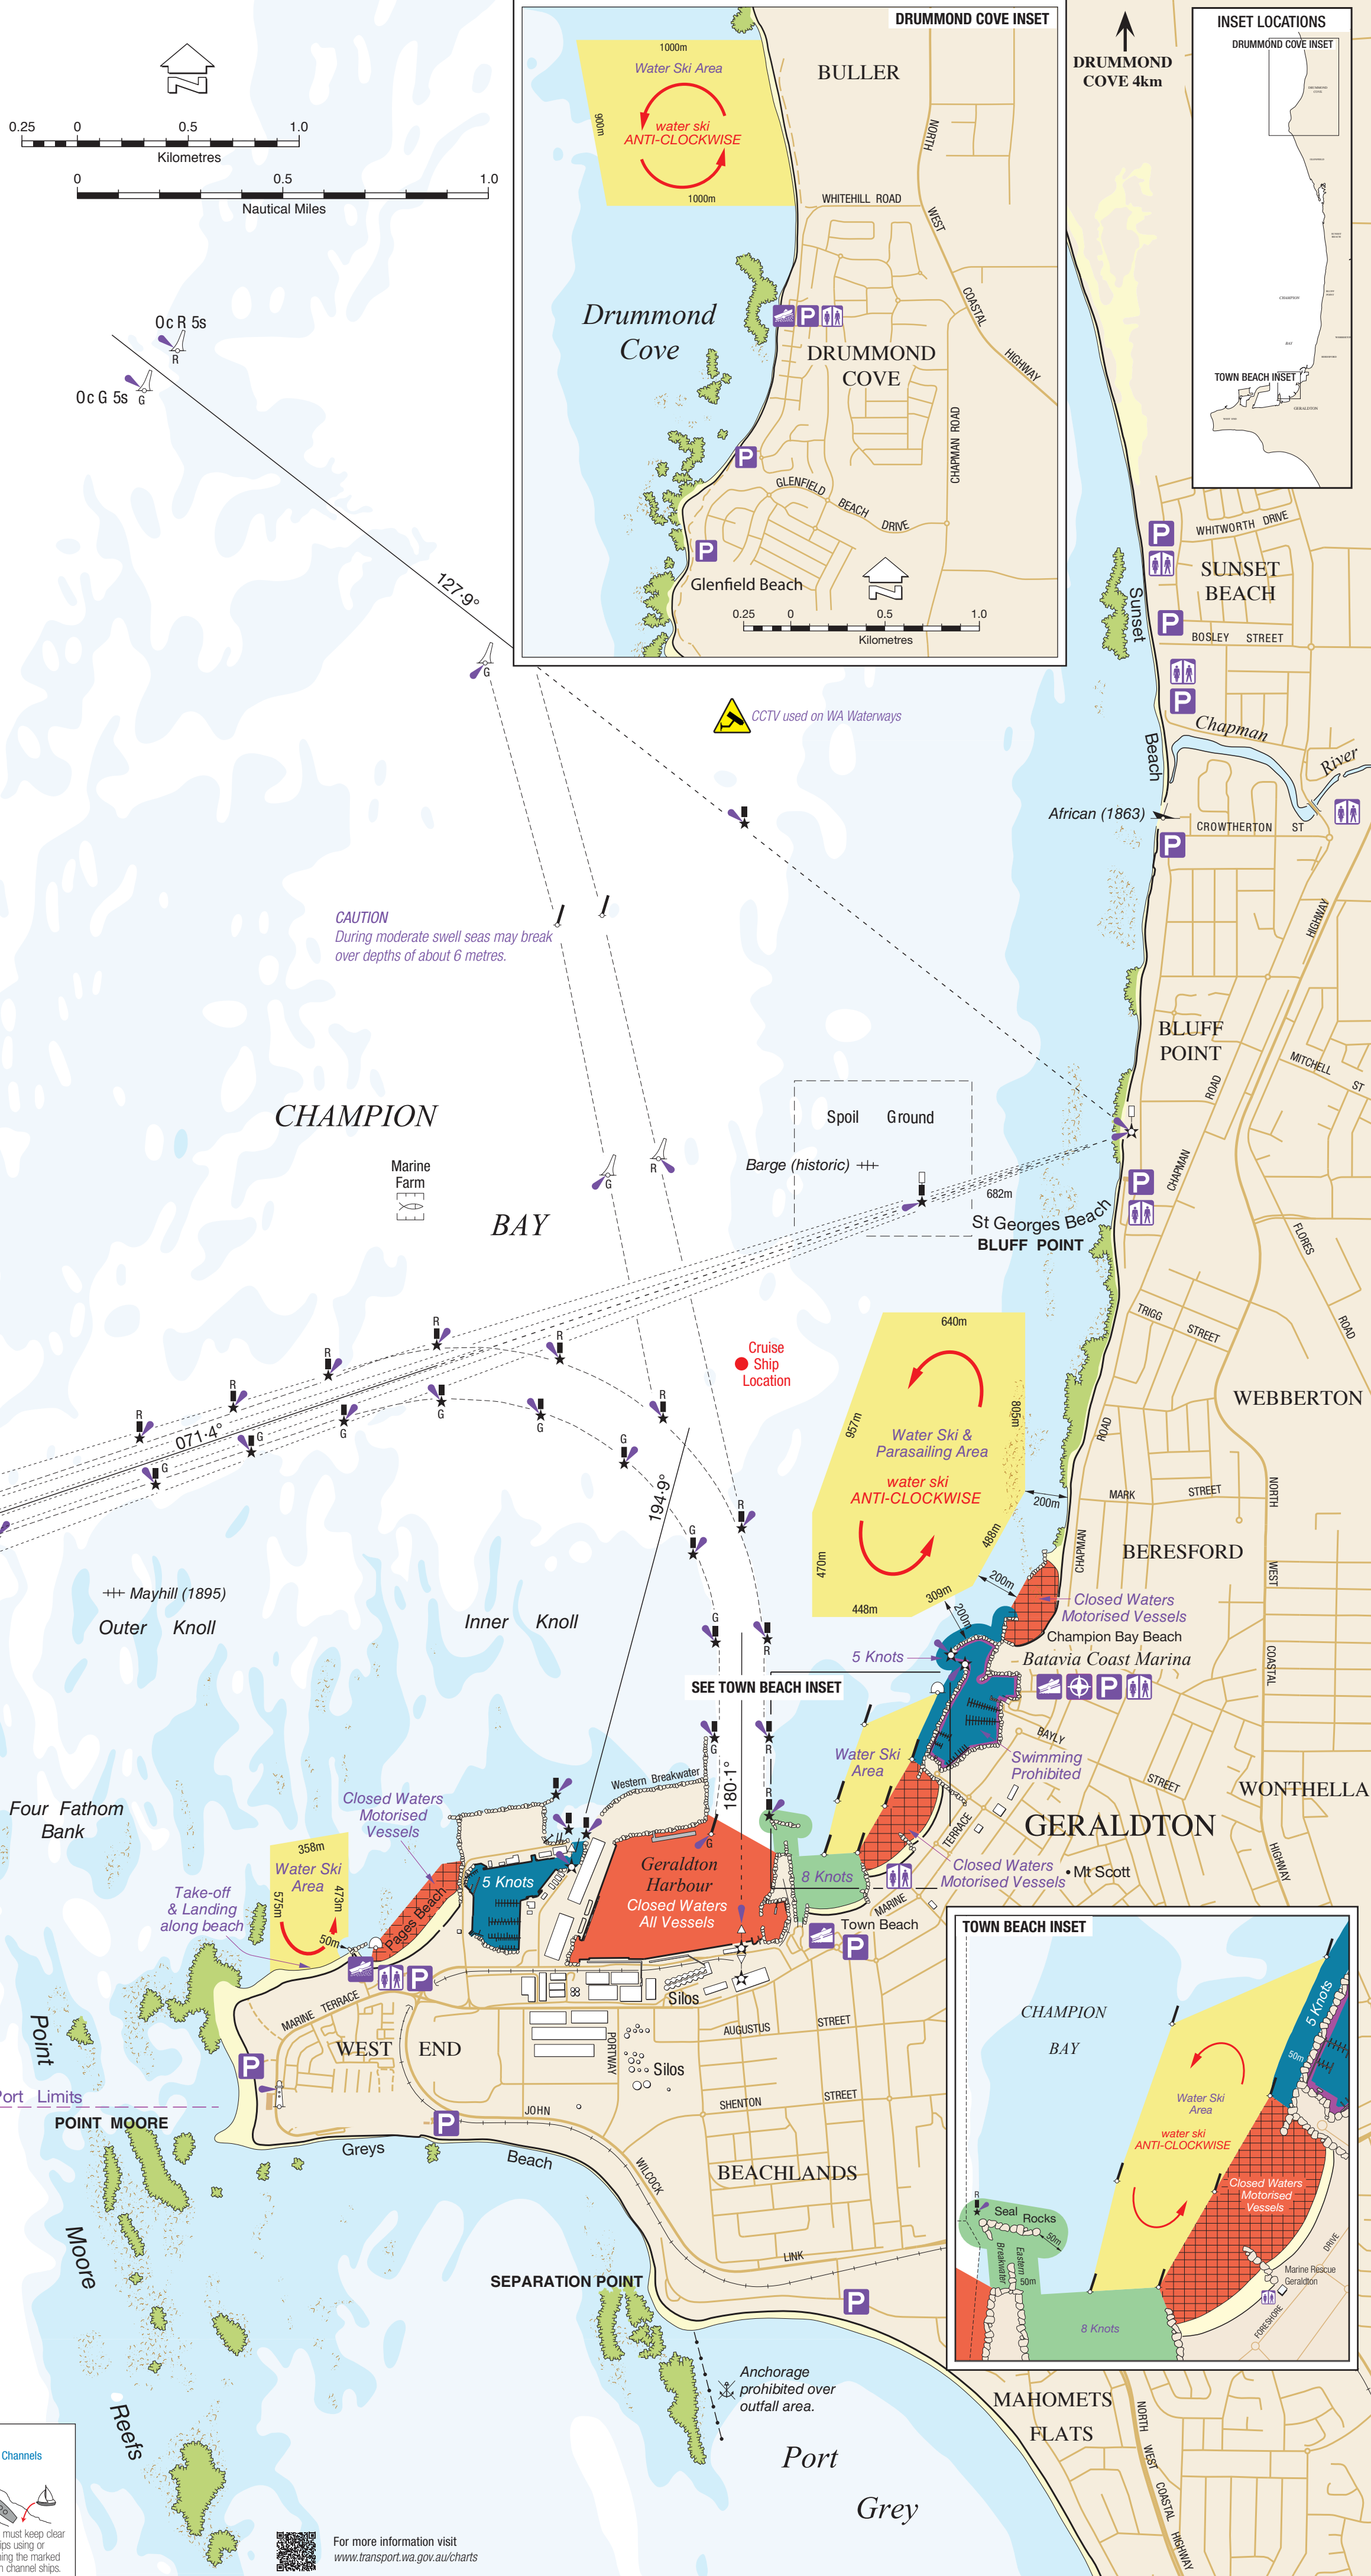 0.25 0 0.5 1.0
Kilometres
0 0.5 1.0
Nautical Miles
DRUMMOND COVE INSET
1000m
Water Ski Area
900m
water ski
ANTI-CLOCKWISE
1000m
BULLER
NORTH
WEST
COASTAL
HIGHWAY
WHITEHILL ROAD
Drummond
Cove
P
DRUMMOND
COVE
CHAPMAN ROAD
P
GLENFIELD
BEACH
DRIVE
P
Glenfield Beach
0.25 0 0.5 1.0
Kilometres
DRUMMOND
COVE 4km
INSET LOCATIONS
DRUMMOND COVE INSET
TOWN BEACH INSET
Oc R 5s
R
Oc G 5s
G
127·9°
G
CCTV used on WA Waterways
P
WHITWORTH DRIVE
SUNSET
BEACH
Sunset
Beach
P
BOSLEY STREET
P
Chapman
River
African (1863)
CROWTHERTON ST
P
HIGHWAY
CAUTION
During moderate swell seas may break
over depths of about 6 metres.
BLUFF
POINT
MITCHELL ST
ROAD
CHAPMAN
CHAMPION
BAY
Marine
Farm
R
G
Spoil Ground
Barge (historic)
682m
P
St Georges Beach
BLUFF POINT
FLORES
ROAD
TRIGG
STREET
R
R
R
R
R
G
G
G
G
G
G
071·4°
Cruise
Ship
Location
640m
957m
805m
Water Ski &
Parasailing Area
water ski
ANTI-CLOCKWISE
470m
488m
448m
309m
200m
200m
200m
WEBBERTON
ROAD
MARK STREET
NORTH
WEST
COASTAL
HIGHWAY
CHAPMAN
BERESFORD
194·9°
R
G
G
R
Mayhill (1895)
Outer Knoll
Inner Knoll
Closed Waters
Motorised Vessels
Champion Bay Beach
5 Knots
Batavia Coast Marina
P
SEE TOWN BEACH INSET
G
R
BAYLY
STREET
Swimming
Prohibited
Water Ski
Area
WONTHELLA
180·1°
Western Breakwater
R
G
Four Fathom
Bank
Closed Waters
Motorised
Vessels
TERRACE
GERALDTON
Mt Scott
Closed Waters
Motorised Vessels
358m
Water Ski
Area
575m
473m
50m
Take-off
& Landing
along beach
Pages Beach
5 Knots
Geraldton
Harbour
Closed Waters
All Vessels
8 Knots
MARINE
Town Beach
P
P
MARINE TERRACE
WEST END
Silos
PORTWAY
Silos
AUGUSTUS STREET
SHENTON STREET
P
Port Limits
POINT MOORE
Point
Moore
Reefs
P
JOHN
Greys
Beach
WILCOCK
BEACHLANDS
LINK
SEPARATION POINT
P
Anchorage
prohibited over
outfall area.
Port
Grey
TOWN BEACH INSET
CHAMPION
BAY
5 Knots
50m
Water Ski
Area
water ski
ANTI-CLOCKWISE
Closed Waters
Motorised
Vessels
R
Seal Rocks
50m
Eastern
Breakwater
50m
8 Knots
Marine Rescue
Geraldton
DRIVE
FORESHORE
MAHOMETS
FLATS
NORTH
WEST
COASTAL
HIGHWAY
Channels
must keep clear
ips using or
ning the marked
n channel ships.
For more information visit
www.transport.wa.gov.au/charts